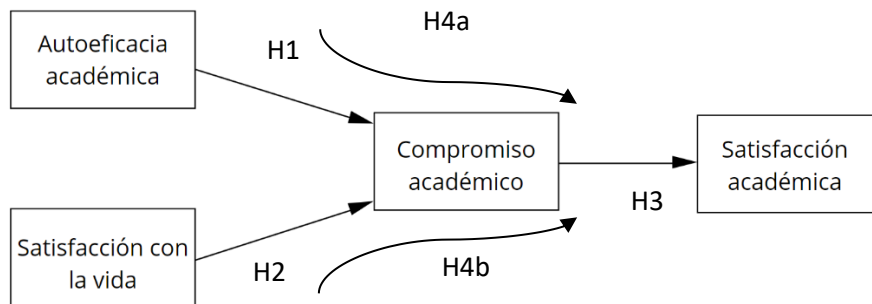 Autoeficacia
académica
H1
H4a
Compromiso
académico
Satisfacción
académica
H3
Satisfacción con
la vida
H2
H4b